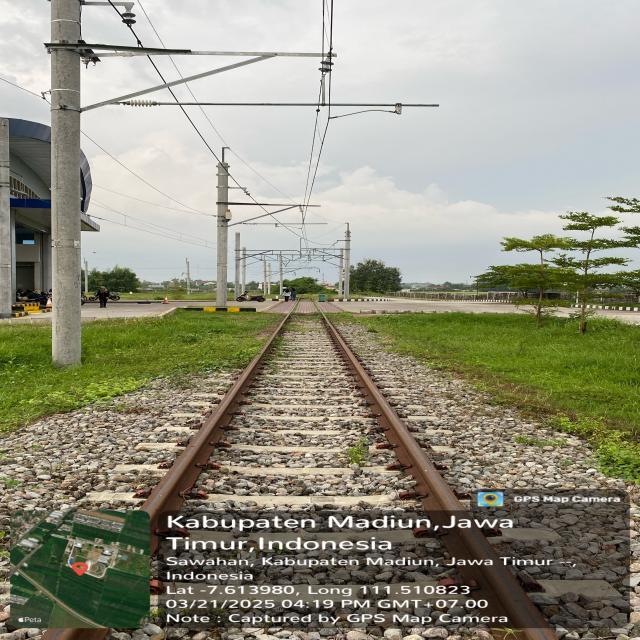 GPS Map Camera
Kabupaten Madiun,Jawa
Timur,Indonesia
Sawahan, Kabupaten Madiun, Jawa Timur --,
Indonesia
Lat -7.613980, Long 111.510823
03/21/2025 04:19 PM GMT+07.00
Note : Captured by GPS Map Camera
Peta